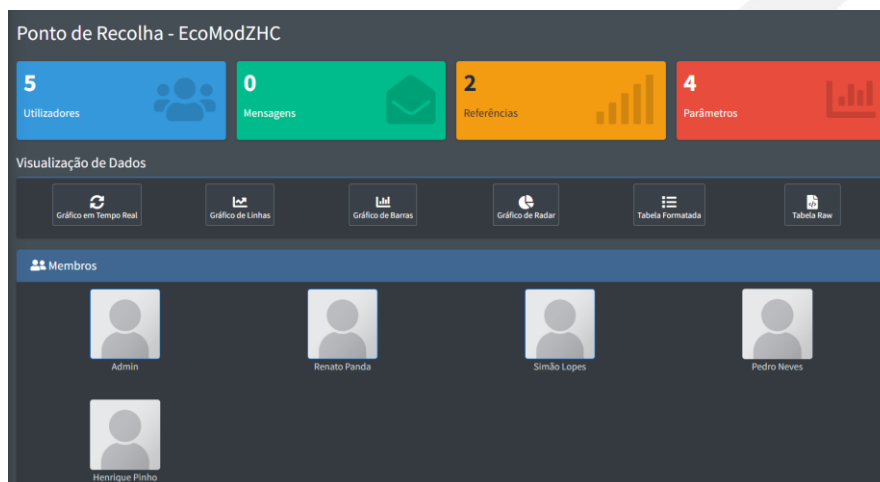 Ponto de Recolha - EcoModZHC
5
Utilizadores
0
Mensagens
2
Referências
4
Parâmetros
Visualização de Dados
Gráfico em Tempo Real
Gráfico de Linhas
Gráfico de Barras
Gráfico de Radar
Tabela Formatada
Tabela Raw
Membros
Admin
Renato Panda
Simão Lopes
Pedro Neves
Henrique Pinho